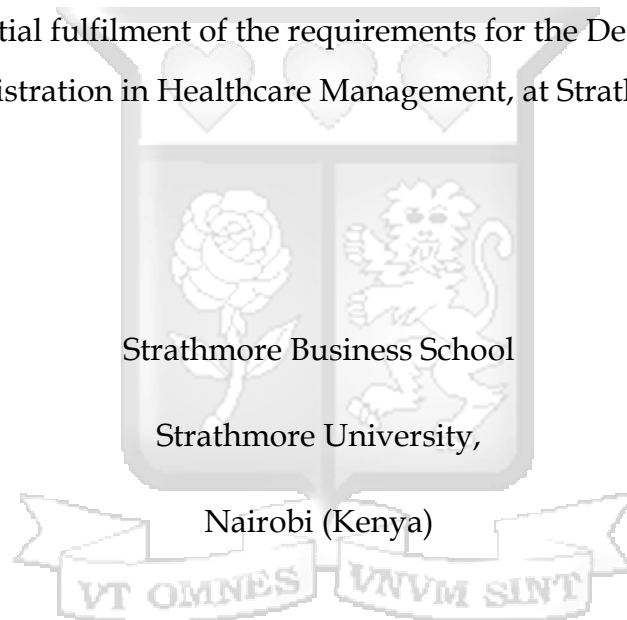 tial fulfilment of the requirements for the De
istration in Healthcare Management, at Strat
Strathmore Business School
Strathmore University,
Nairobi (Kenya)
VT OMNES VNVM SINT